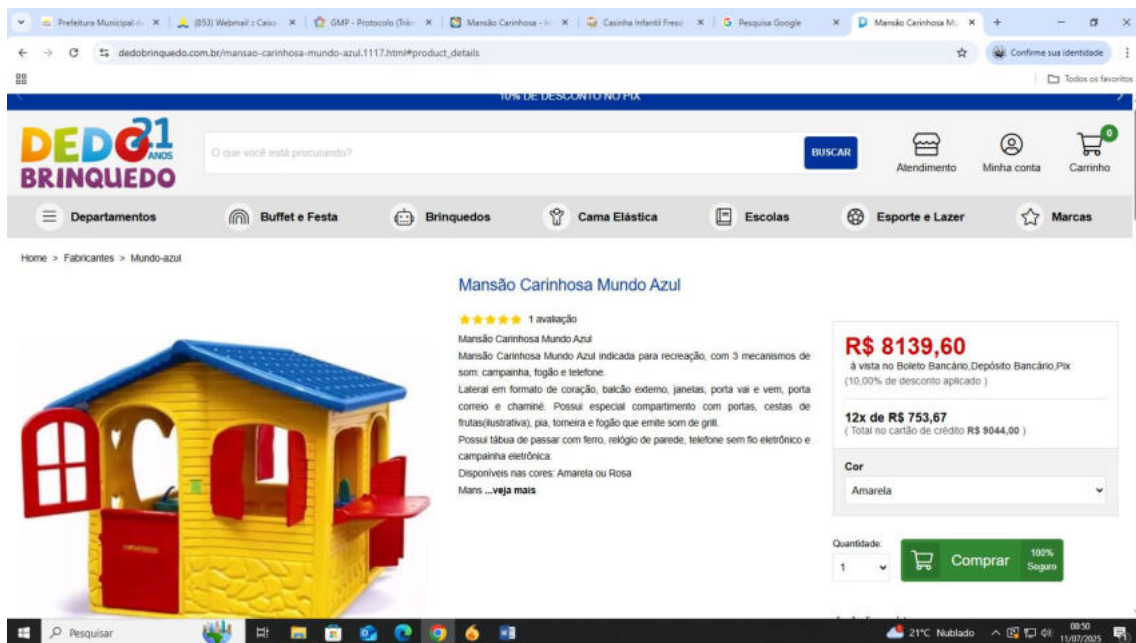 Prefeitura Municipal d
(853) Webmail :: Caixa
GMP - Protocolo (Trâm
Mansão Carinhosa -
Casinha Infantil Fresc
Pesquisa Google
Mansão Carinhosa Mu
dedobrinquedo.com.br/mansao-carinhosa-mundo-azul.1117.html#product_details
Confirme sua identidade
Todos os favoritos
10% DE DESCONTO NO PIX
DEDO 21 ANOS
BRINQUEDO
O que você está procurando?
BUSCAR
Atendimento
Minha conta
0
Carrinho
Departamentos
Buffet e Festa
Brinquedos
Cama Elástica
Escolas
Esporte e Lazer
Marcas
Home > Fabricantes > Mundo-azul
Mansão Carinhosa Mundo Azul
1 avaliação
Mansão Carinhosa Mundo Azul
Mansão Carinhosa Mundo Azul indicada para recreação, com 3 mecanismos de
som: campainha, fogão e telefone.
Lateral em formato de coração, balcão externo, janelas, porta vai e vem, porta
correio e chaminé. Possui especial compartimento com portas, cestas de
frutas(ilustrativa), pia, torneira e fogão que emite som de grill.
Possui tábua de passar com ferro, relógio de parede, telefone sem fio eletrônico e
campainha eletrônica.
Disponíveis nas cores: Amarela ou Rosa
Mans ...veja mais
R$ 8139,60
à vista no Boleto Bancário,Depósito Bancário,Pix
(10,00% de desconto aplicado )
12x de R$ 753,67
( Total no cartão de crédito R$ 9044,00 )
Cor
Amarela
Quantidade:
1
Comprar
100%
Seguro
Pesquisar
21°C Nublado
08:50
11/07/2025